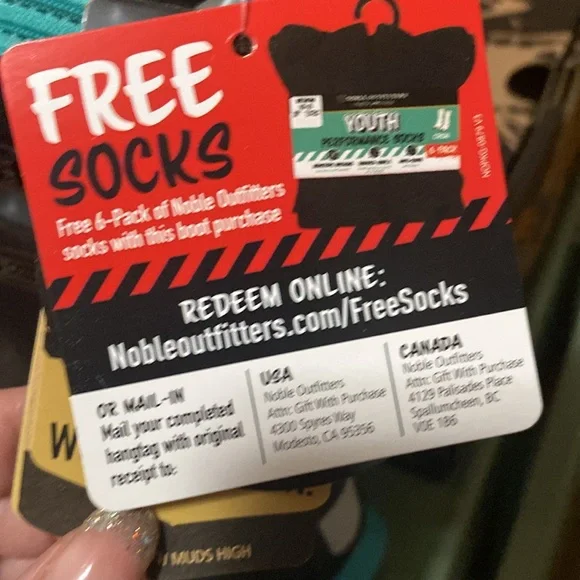 FREE
SOCKS
Free 6-Pack of Noble Outfitters
socks with this boot purchase
YOUTH
PERFORMANCE SOCKS
6-PACK
REDEEM ONLINE:
Nobleoutfitters.com/FreeSocks
OR MAIL-IN
Mail your completed
hangtag with original
receipt to:
USA
Noble Outfitters
Attn: Gift With Purchase
4300 Spyres Way
Modesto, CA 95356
CANADA
Noble Outfitters
Attn: Gift With Purchase
4129 Palisades Place
Spallumcheen, BC
V0E 1B6
W
MUDS HIGH